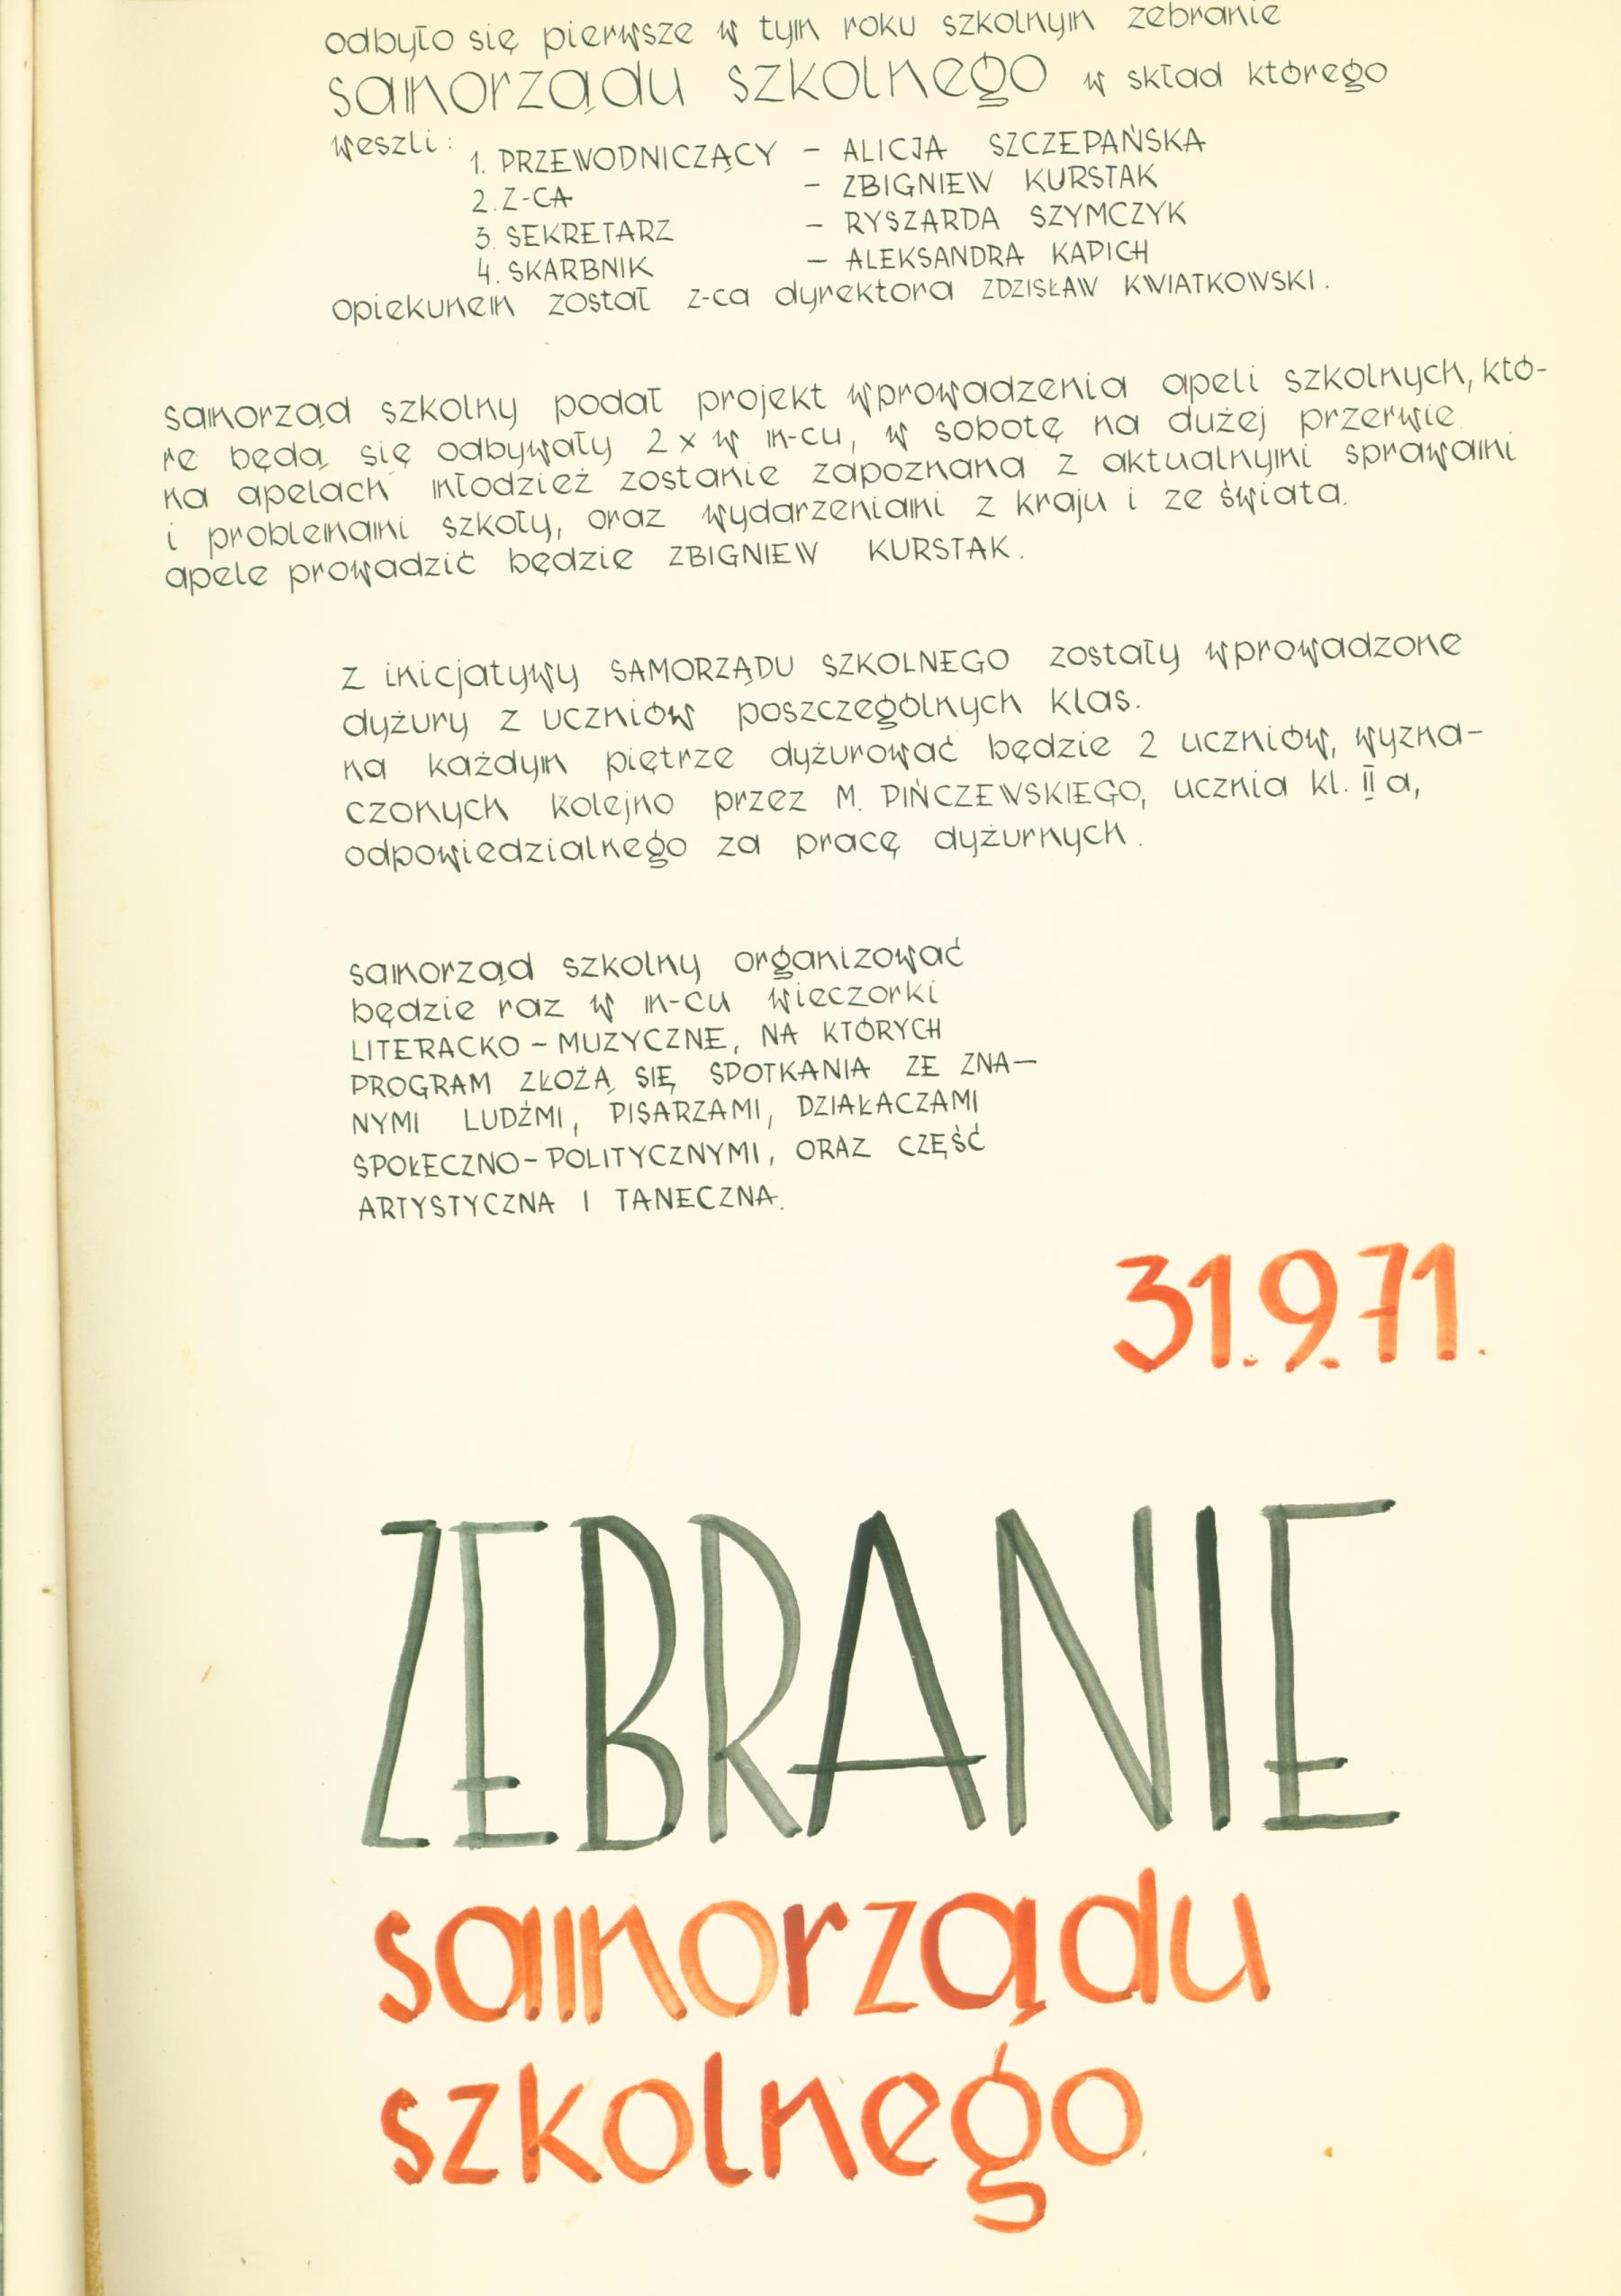 odbyło się pierwsze w tym roku szkolnym zebranie
samorządu szkolnego w skład którego
weszli:
1. PRZEWODNICZĄCY - ALICJA SZCZEPAŃSKA
2. Z-CA - ZBIGNIEW KURSTAK
3. SEKRETARZ - RYSZARDA SZYMCZYK
4. SKARBNIK - ALEKSANDRA KAPICH
opiekunem został z-ca dyrektora ZDZISŁAW KWIATKOWSKI.
samorząd szkolny podał projekt wprowadzenia apeli szkolnych, któ-
re będą się odbywały 2 x w m-cu, w sobotę na dużej przerwie
na apelach młodzież zostanie zapoznana z aktualnymi sprawami
i problemami szkoły, oraz wydarzeniami z kraju i ze świata.
apele prowadzić będzie ZBIGNIEW KURSTAK.
z inicjatywy SAMORZĄDU SZKOLNEGO zostały wprowadzone
dyżury z uczniów poszczególnych klas.
na każdym piętrze dyżurować będzie 2 uczniów, wyzna-
czonych kolejno przez M. PIŃCZEWSKIEGO, ucznia kl. II a,
odpowiedzialnego za pracę dyżurnych.
samorząd szkolny organizować
będzie raz w m-cu wieczorki
LITERACKO - MUZYCZNE, NA KTÓRYCH
PROGRAM ZŁOŻĄ SIĘ SPOTKANIA ZE ZNA-
NYMI LUDŹMI, PISARZAMI, DZIAŁACZAMI
SPOŁECZNO - POLITYCZNYMI, ORAZ CZĘŚĆ
ARTYSTYCZNA I TANECZNA.
31.9.71.
ZEBRANIE
samorządu
szkolnego